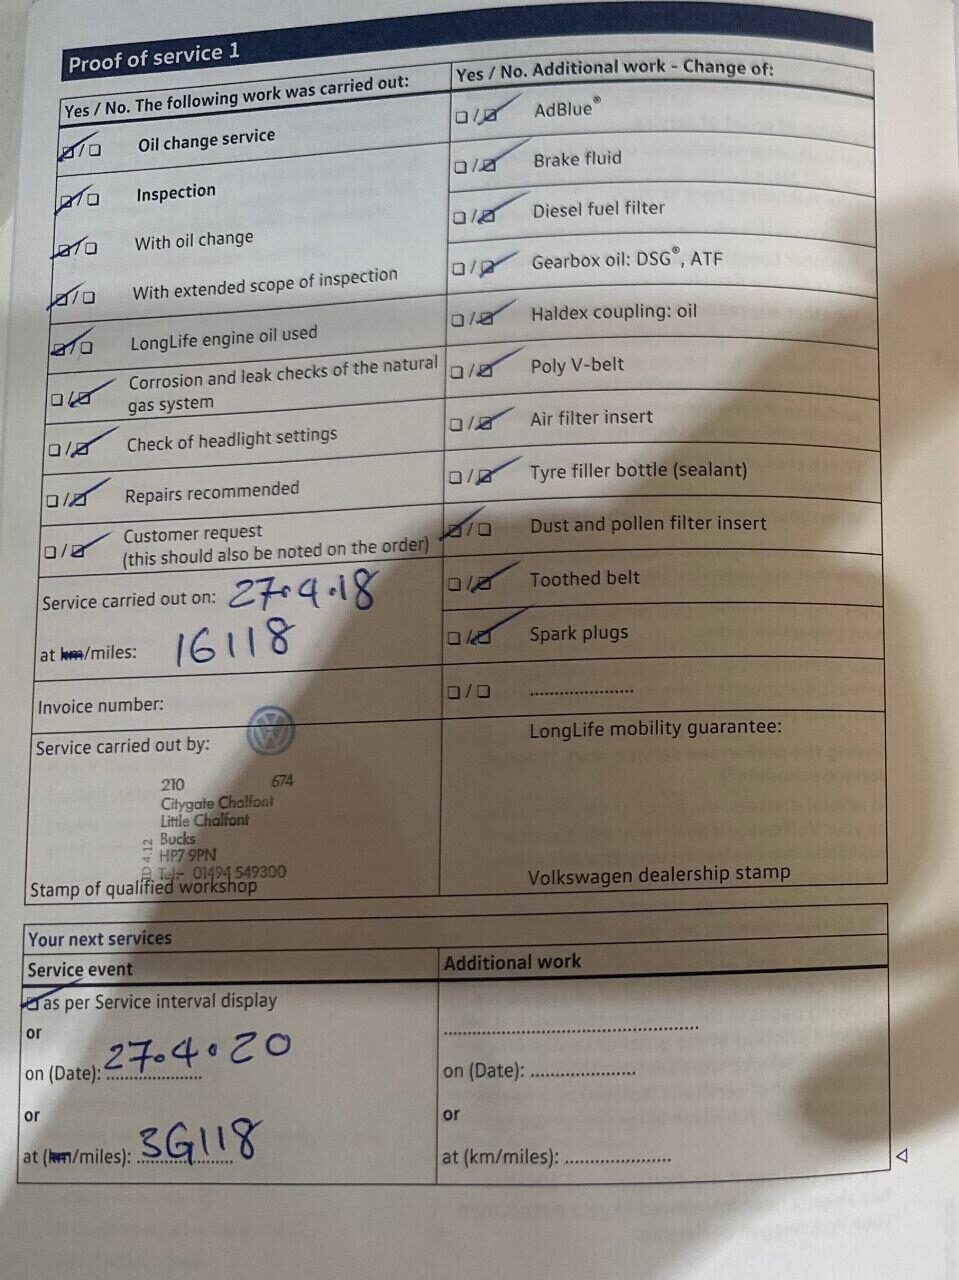 Proof of service 1
Yes / No. The following work was carried out:
Oil change service
Inspection
With oil change
With extended scope of inspection
LongLife engine oil used
Corrosion and leak checks of the natural
gas system
Check of headlight settings
Repairs recommended
Customer request
(this should also be noted on the order)
Service carried out on: 27.4.18
at km/miles: 16118
Invoice number:
Service carried out by:
210 674
Citygate Chalfont
Little Chalfont
Bucks
HP7 9PN
Tel:- 01494 549300
ID 4.12
Stamp of qualified workshop
Yes / No. Additional work - Change of:
AdBlue®
Brake fluid
Diesel fuel filter
Gearbox oil: DSG®, ATF
Haldex coupling: oil
Poly V-belt
Air filter insert
Tyre filler bottle (sealant)
Dust and pollen filter insert
Toothed belt
Spark plugs
....................
LongLife mobility guarantee:
Volkswagen dealership stamp
Your next services
Service event
as per Service interval display
or
on (Date): 27.4.20
or
at (km/miles): 36118
Additional work
..................................................
on (Date): ....................
or
at (km/miles): ....................